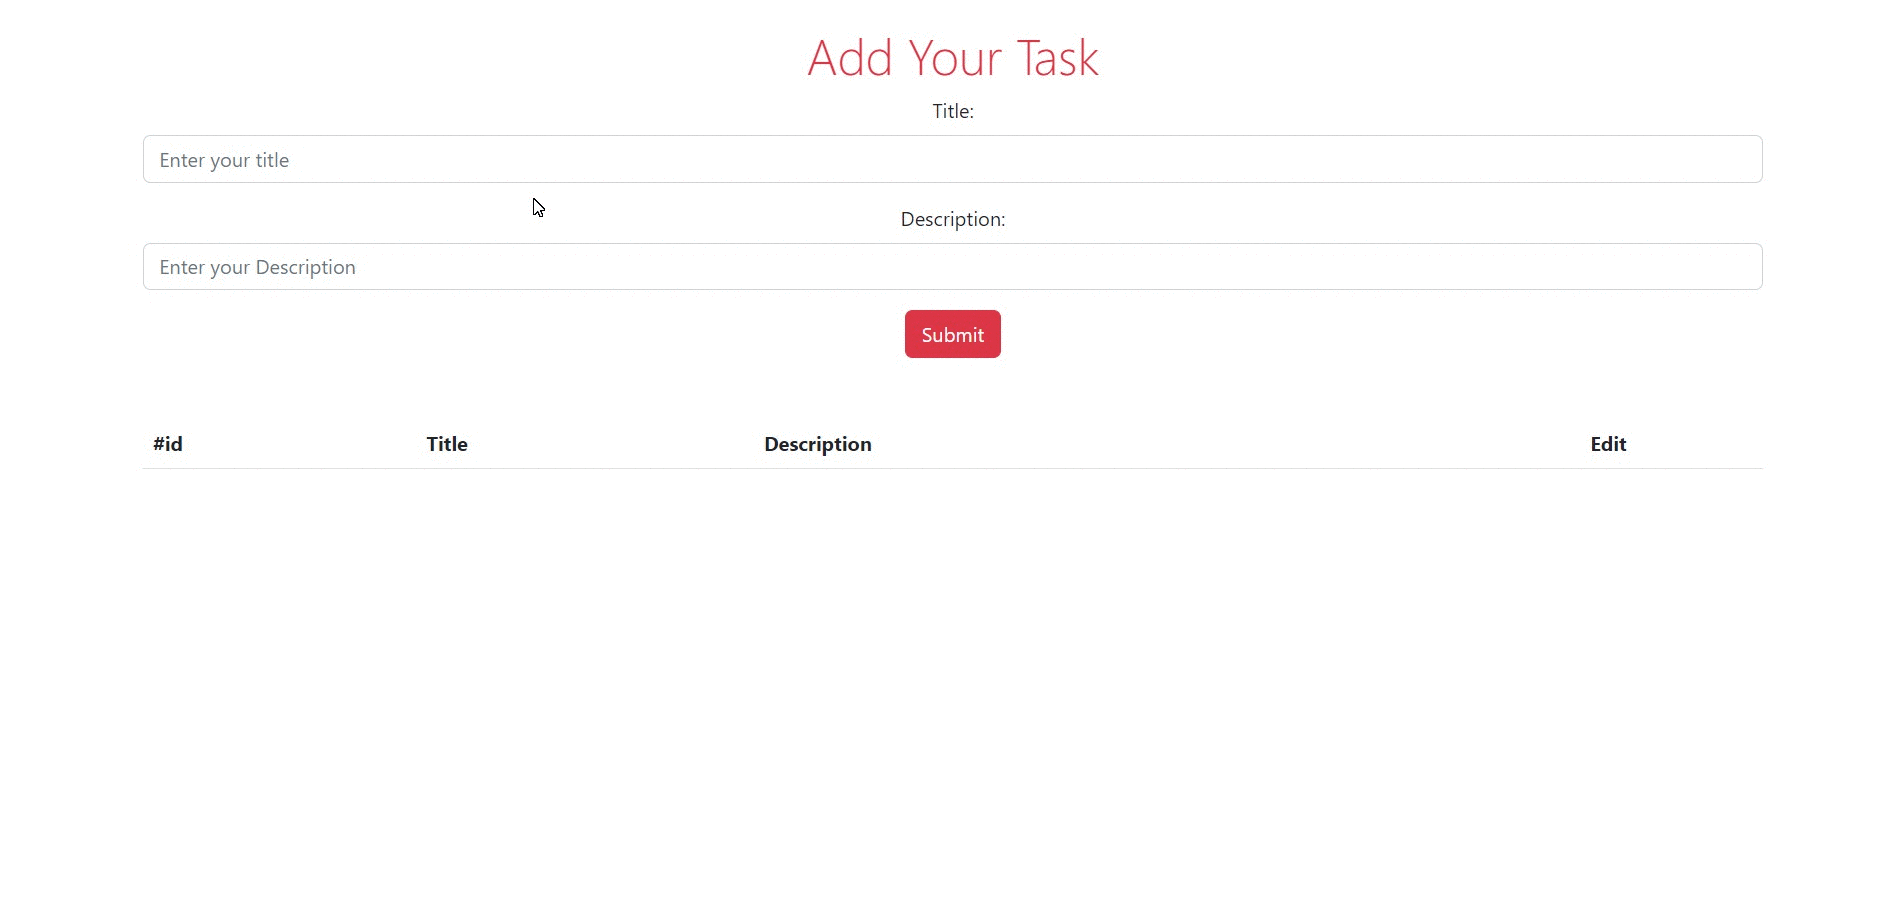 Add Your Task
Title:
Enter your title
Description:
Enter your Description
Submit
#id Title Description Edit